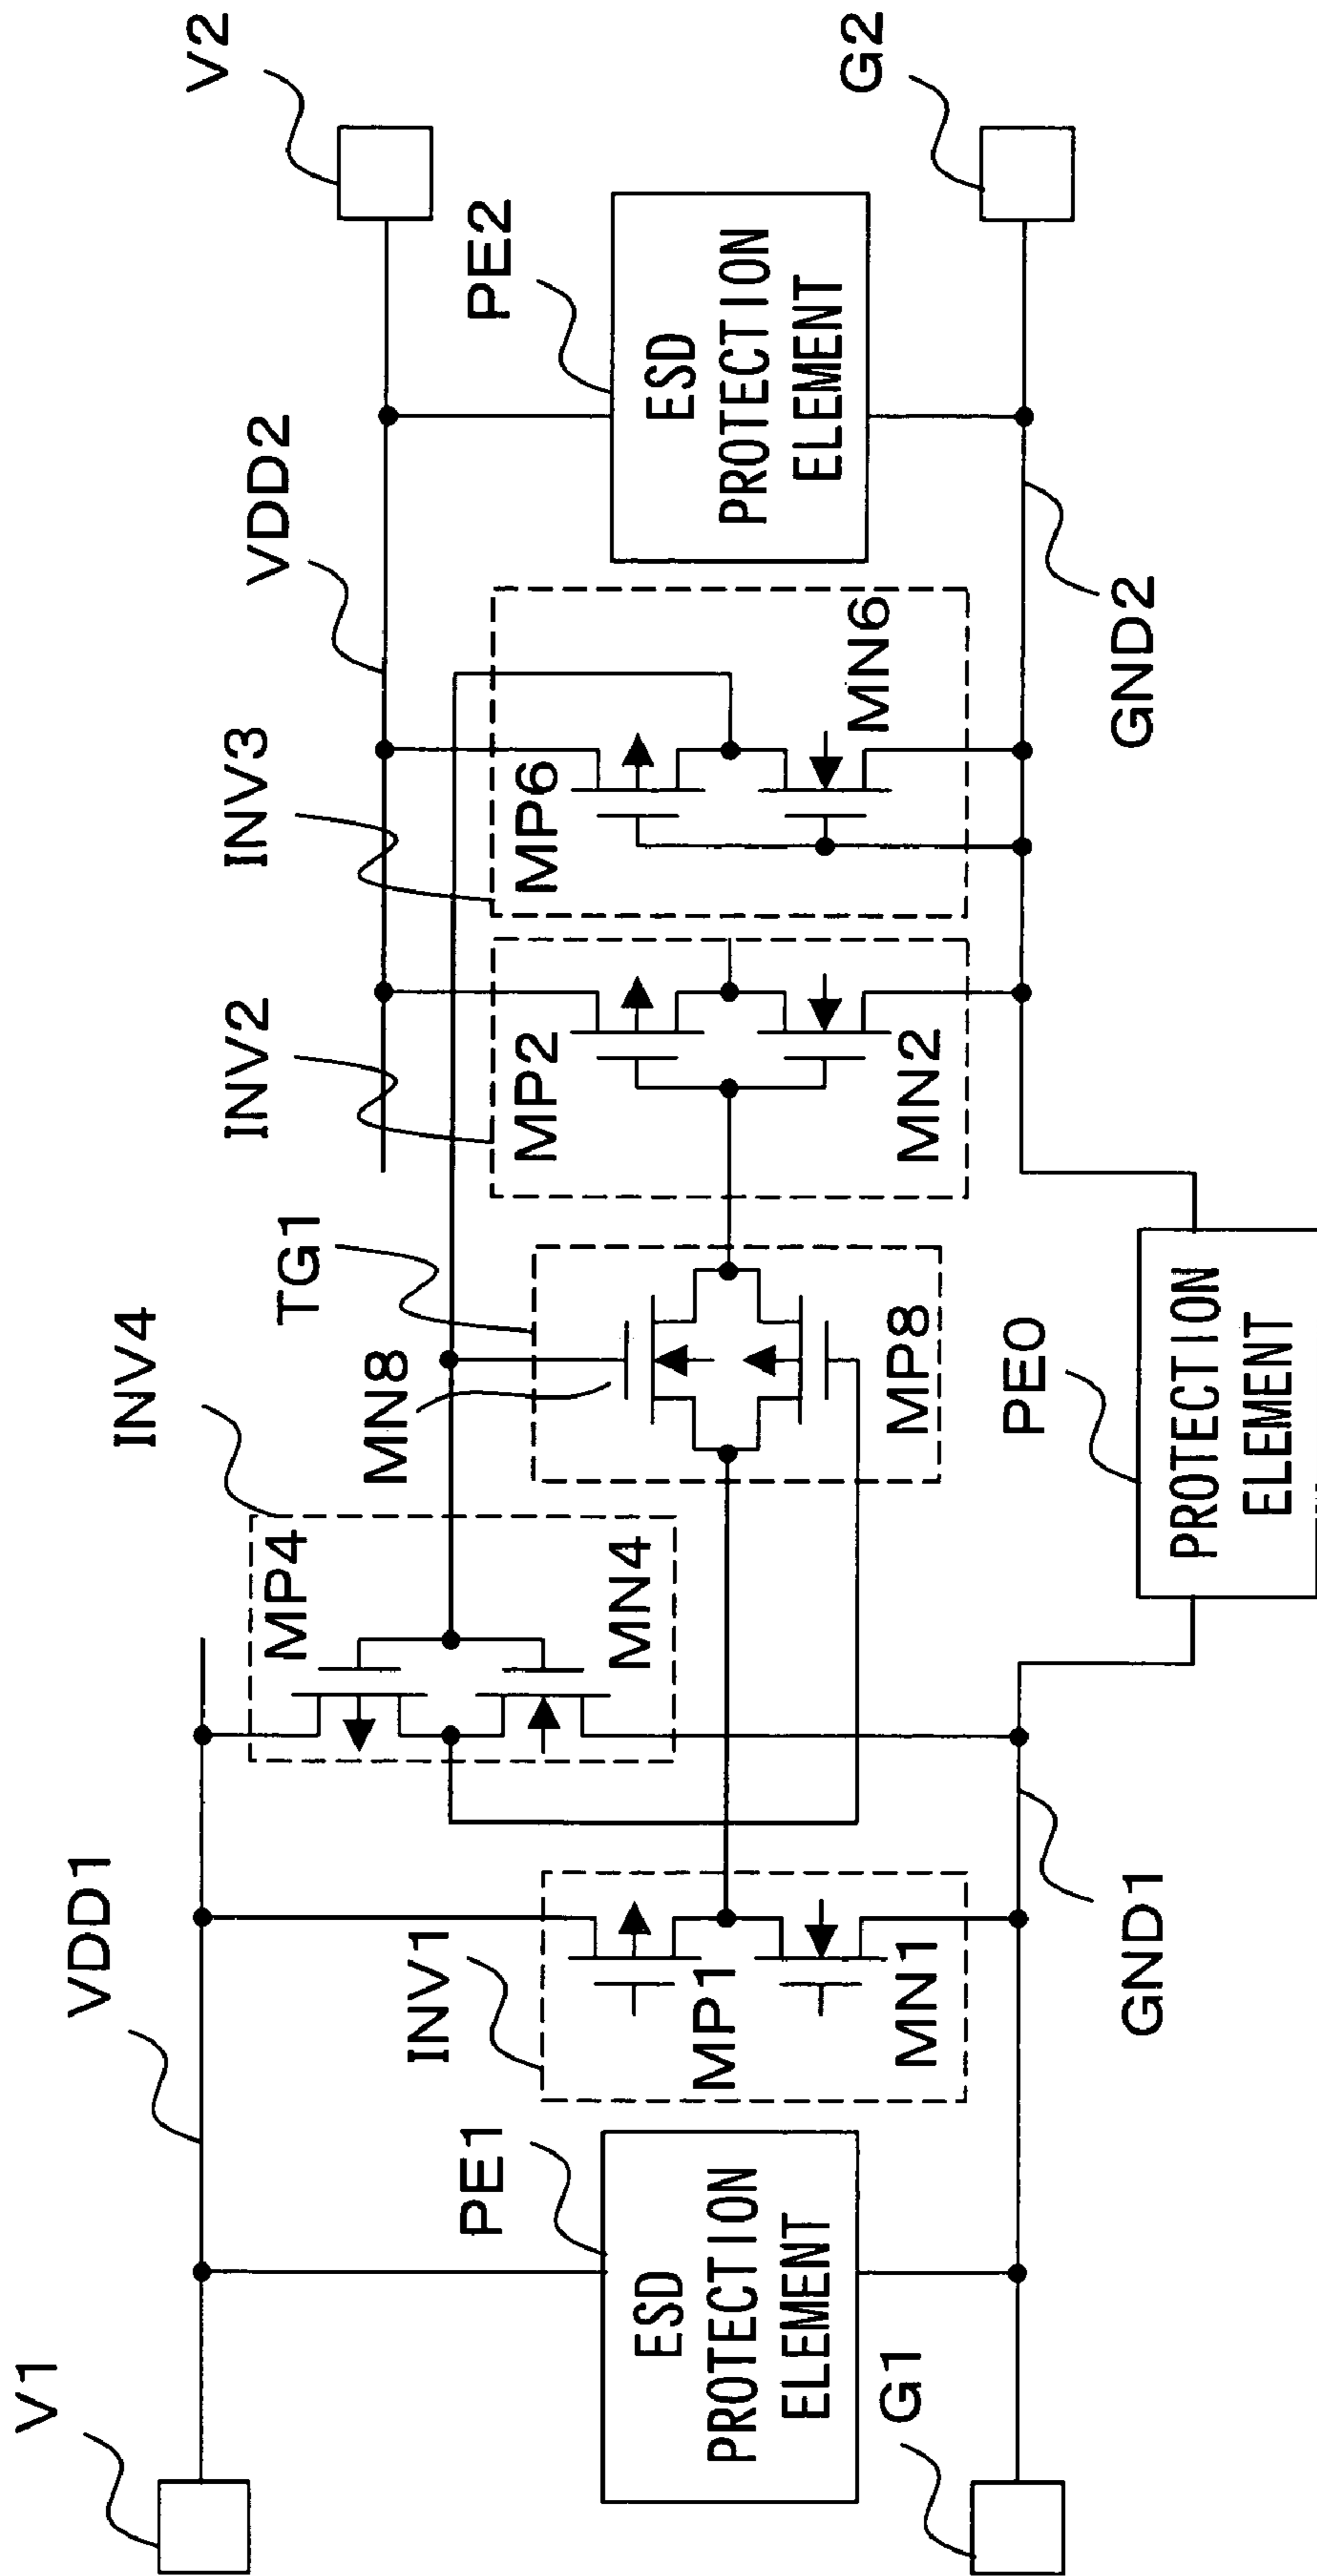 V1
VDD1
INV4
TG1
INV2
INV3
VDD2
V2
PE1
INV1
MP4
MN4
MN8
MP2
MP6
PE2
ESD
PROTECTION
ELEMENT
MP1
MN1
MP8
MN2
MN6
ESD
PROTECTION
ELEMENT
G1
GND1
PE0
PROTECTION
ELEMENT
GND2
G2